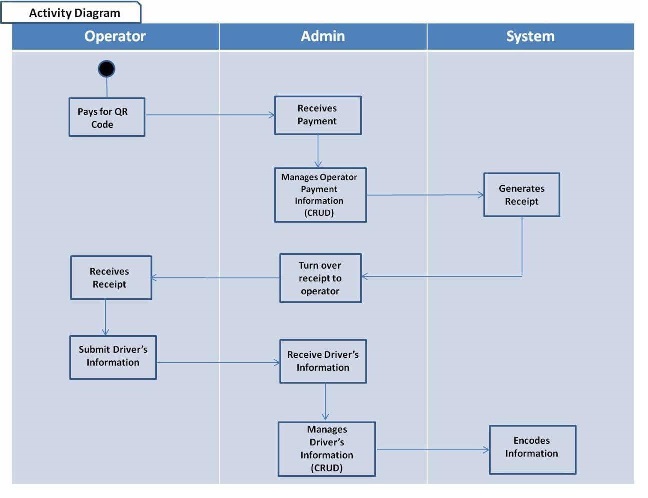 Activity Diagram
Operator
Admin
System
Pays for QR
Code
Receives
Payment
Manages Operator
Payment
Information
(CRUD)
Generates
Receipt
Receives
Receipt
Turn over
receipt to
operator
Submit Driver's
Information
Receive Driver's
Information
Manages
Driver's
Information
(CRUD)
Encodes
Information